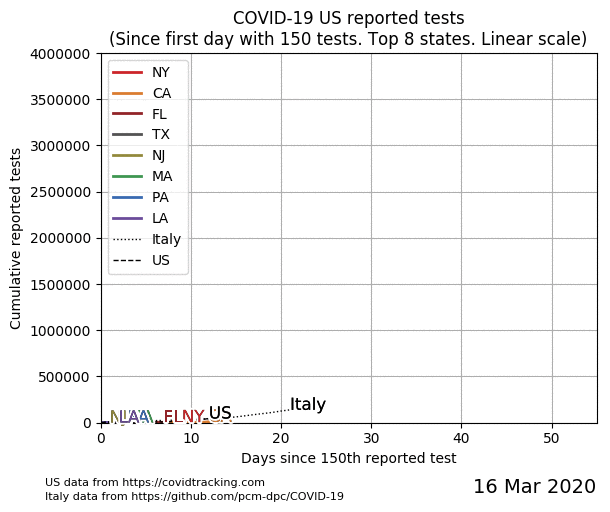 COVID-19 US reported tests
(Since first day with 150 tests. Top 8 states. Linear scale)
Cumulative reported tests
4000000
3500000
3000000
2500000
2000000
1500000
1000000
500000
0
NY
CA
FL
TX
NJ
MA
PA
LA
Italy
US
LA
FL
NY
US
Italy
0 10 20 30 40 50
Days since 150th reported test
US data from https://covidtracking.com
Italy data from https://github.com/pcm-dpc/COVID-19
16 Mar 2020